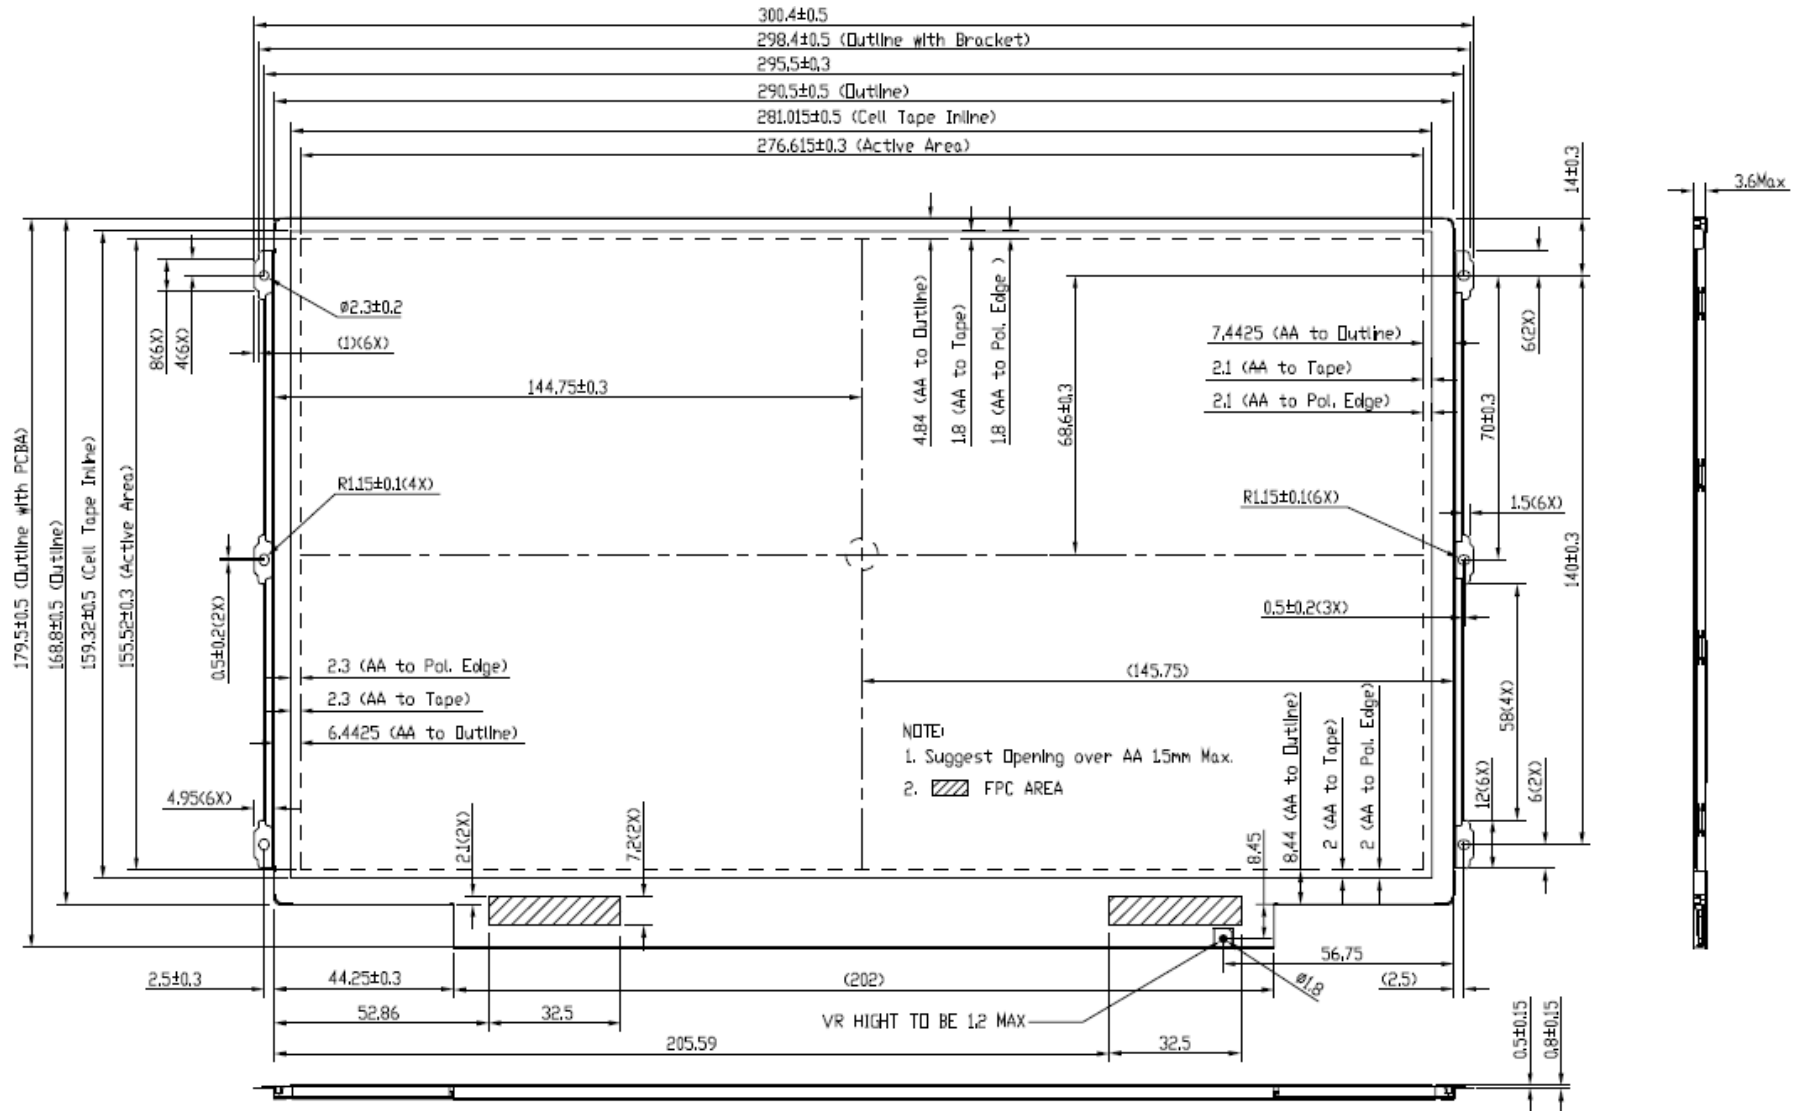 300.4±0.5
298.4±0.5 (Outline with Bracket)
295.5±0.3
290.5±0.5 (Outline)
281.015±0.5 (Cell Tape Inline)
276.615±0.3 (Active Area)
14±0.3
3.6Max
179.5±0.5 (Outline with PCBA)
168.8±0.5 (Outline)
159.32±0.5 (Cell Tape Inline)
155.52±0.3 (Active Area)
8(6X)
4(6X)
ø2.3±0.2
(1)(6X)
144.75±0.3
4.84 (AA to Outline)
1.8 (AA to Tape)
1.8 (AA to Pol. Edge )
68.6±0.3
7.4425 (AA to Outline)
2.1 (AA to Tape)
2.1 (AA to Pol. Edge)
6(2X)
70±0.3
R1.15±0.1(4X)
R1.15±0.1(6X)
1.5(6X)
140±0.3
0.5±0.2(2X)
0.5±0.2(3X)
2.3 (AA to Pol. Edge)
2.3 (AA to Tape)
6.4425 (AA to Outline)
(145.75)
58(4X)
NOTE:
1. Suggest Opening over AA 1.5mm Max.
2. FPC AREA
8.44 (AA to Outline)
2 (AA to Tape)
2 (AA to Pol. Edge)
12(6X)
6(2X)
4.95(6X)
2.1(2X)
7.2(2X)
8.45
56.75
2.5±0.3
44.25±0.3
(202)
ø1.8
(2.5)
52.86
32.5
VR HIGHT TO BE 1.2 MAX
205.59
32.5
0.5±0.15
0.8±0.15